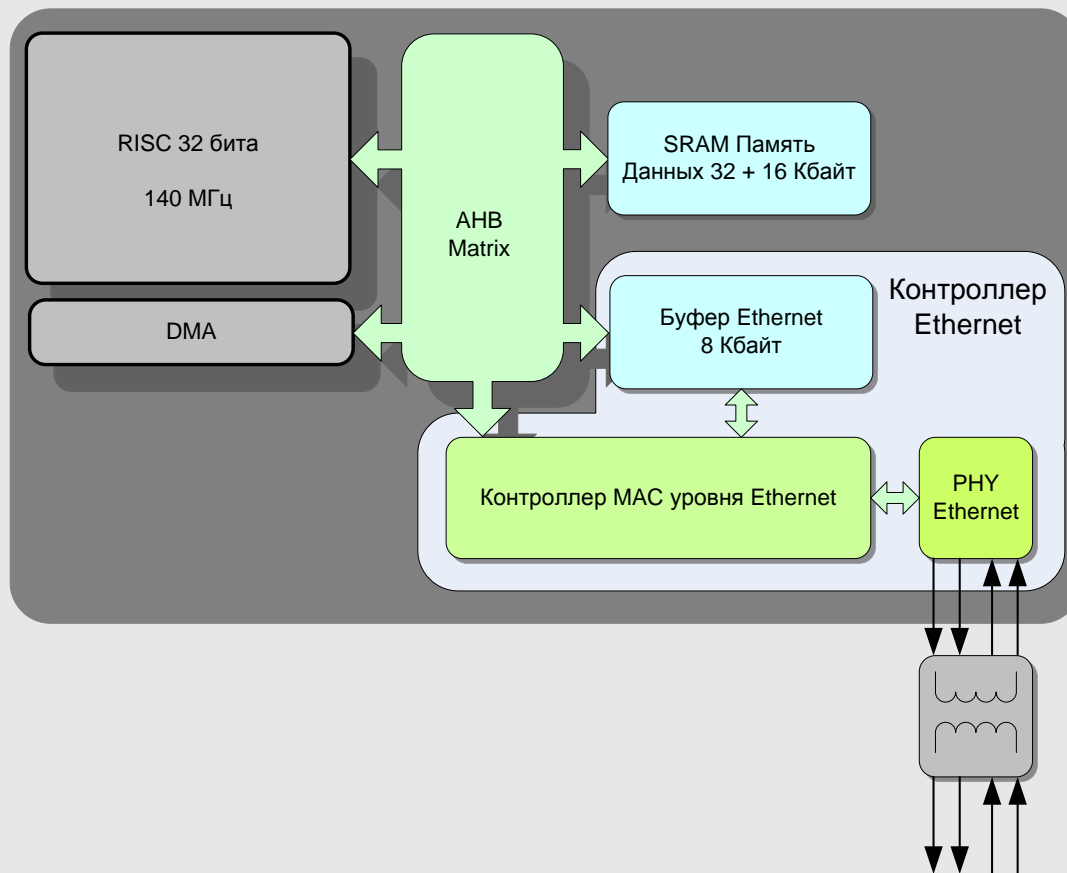 RISC 32 бита
140 МГц
AHB
Matrix
SRAM Память
Данных 32 + 16 Кбайт
DMA
Буфер Ethernet
8 Кбайт
Контроллер
Ethernet
Контроллер MAC уровня Ethernet
PHY
Ethernet